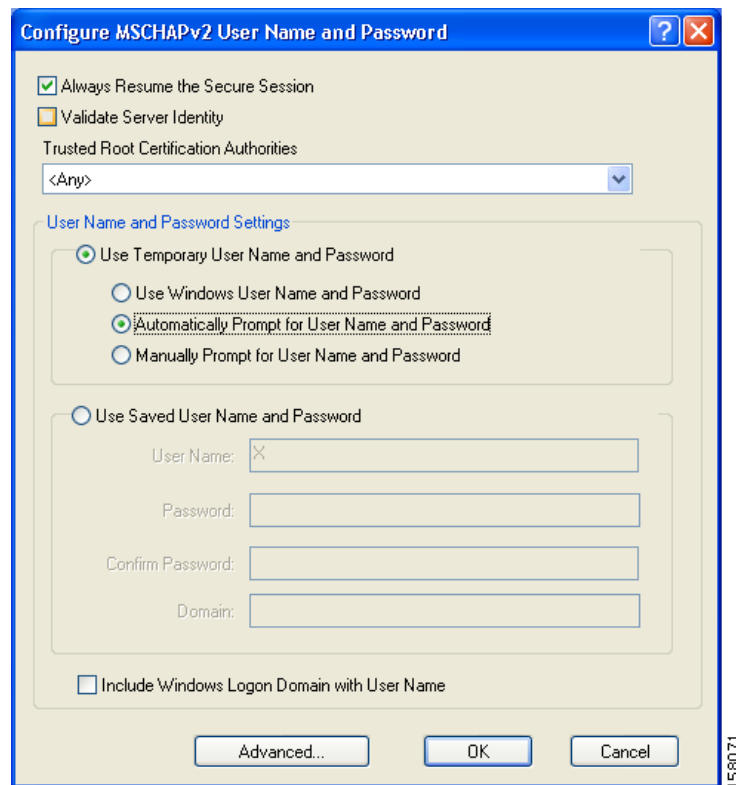 Configure MSCHAPv2 User Name and Password
?
Always Resume the Secure Session
Validate Server Identity
Trusted Root Certification Authorities
<Any>
User Name and Password Settings
Use Temporary User Name and Password
Use Windows User Name and Password
Automatically Prompt for User Name and Password
Manually Prompt for User Name and Password
Use Saved User Name and Password
User Name: X
Password:
Confirm Password:
Domain:
Include Windows Logon Domain with User Name
Advanced... OK Cancel
158071